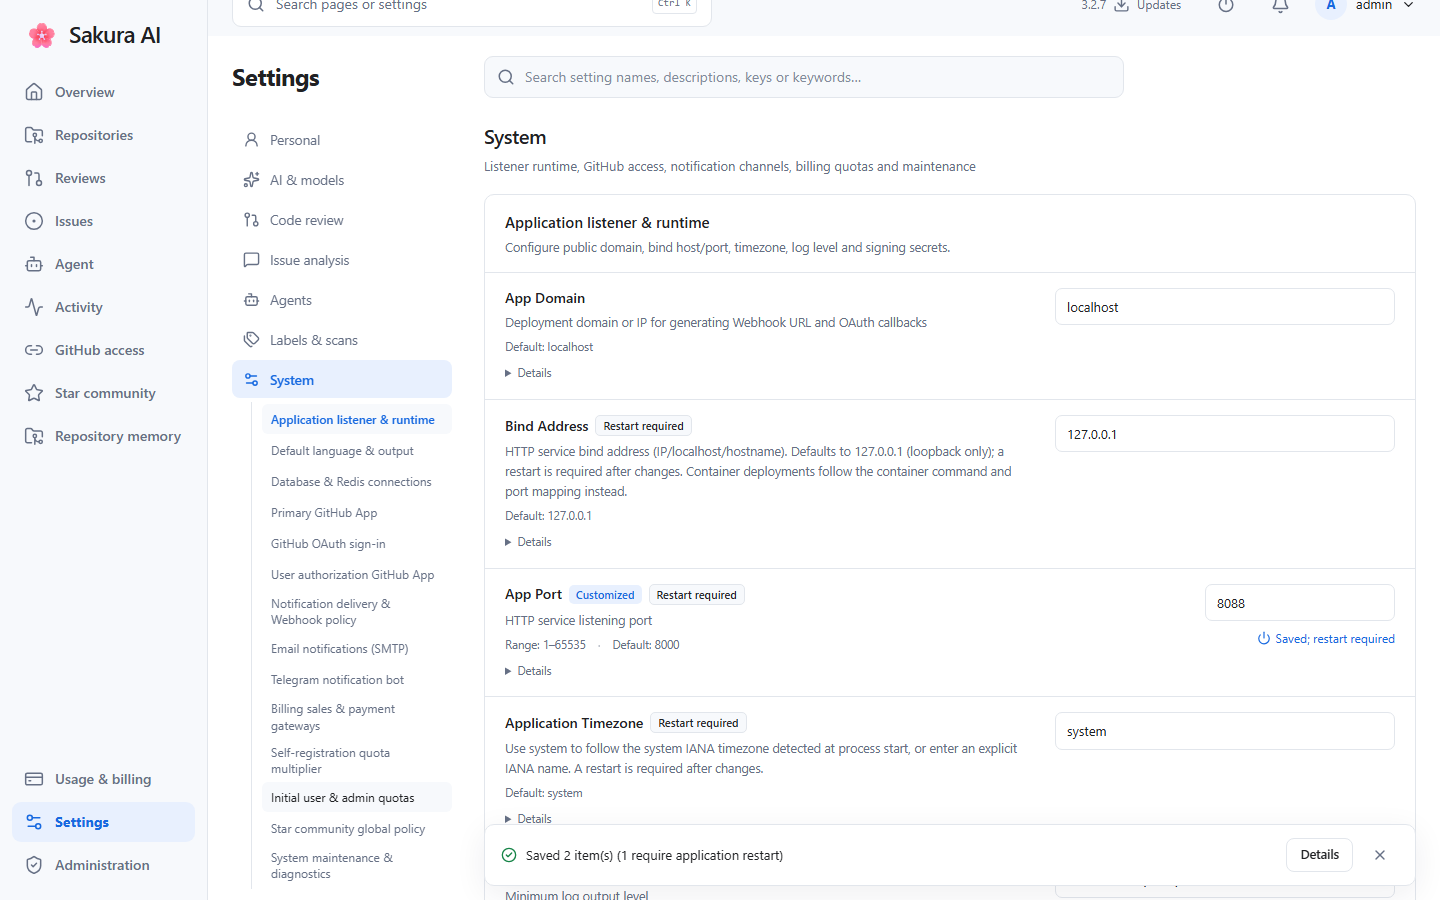 Sakura AI
Search pages or settings
Ctrl K
3.2.7
Updates
A
admin
Overview
Repositories
Reviews
Issues
Agent
Activity
GitHub access
Star community
Repository memory
Usage & billing
Settings
Administration
Settings
Search setting names, descriptions, keys or keywords...
Personal
AI & models
Code review
Issue analysis
Agents
Labels & scans
System
Application listener & runtime
Default language & output
Database & Redis connections
Primary GitHub App
GitHub OAuth sign-in
User authorization GitHub App
Notification delivery &
Webhook policy
Email notifications (SMTP)
Telegram notification bot
Billing sales & payment
gateways
Self-registration quota
multiplier
Initial user & admin quotas
Star community global policy
System maintenance &
diagnostics
System
Listener runtime, GitHub access, notification channels, billing quotas and maintenance
Application listener & runtime
Configure public domain, bind host/port, timezone, log level and signing secrets.
App Domain
Deployment domain or IP for generating Webhook URL and OAuth callbacks
Default: localhost
Details
localhost
Bind Address
Restart required
HTTP service bind address (IP/localhost/hostname). Defaults to 127.0.0.1 (loopback only); a
restart is required after changes. Container deployments follow the container command and
port mapping instead.
Default: 127.0.0.1
Details
127.0.0.1
App Port
Customized
Restart required
HTTP service listening port
Range: 1–65535 · Default: 8000
Details
8088
Saved; restart required
Application Timezone
Restart required
Use system to follow the system IANA timezone detected at process start, or enter an explicit
IANA name. A restart is required after changes.
Default: system
Details
system
Saved 2 item(s) (1 require application restart)
Details
Minimum log output level